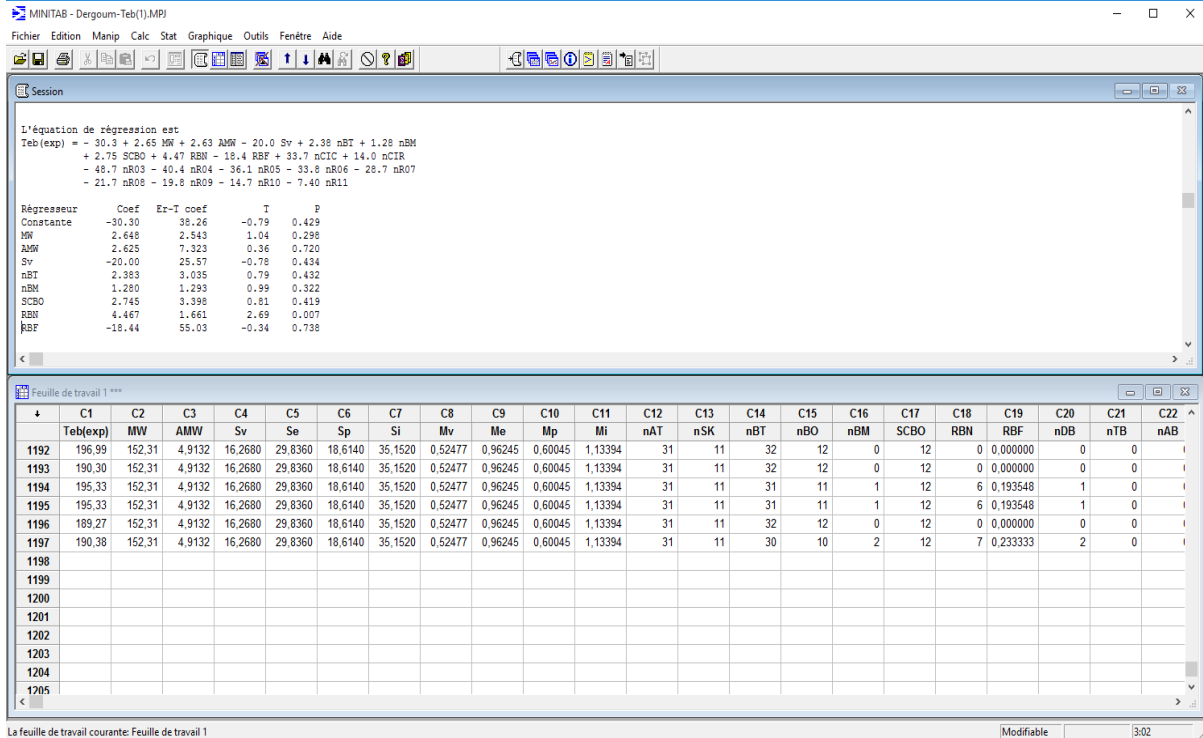 MINITAB - Dergoum-Teb(1).MPJ
Fichier Edition Manip Calc Stat Graphique Outils Fenêtre Aide
Session
L'équation de régression est
Teb(exp) = - 30.3 + 2.65 MW + 2.63 AMW - 20.0 Sv + 2.38 nBT + 1.28 nBM
+ 2.75 SCBO + 4.47 RBN - 18.4 RBF + 33.7 nCIC + 14.0 nCIR
- 48.7 nR03 - 40.4 nR04 - 36.1 nR05 - 33.8 nR06 - 28.7 nR07
- 21.7 nR08 - 19.8 nR09 - 14.7 nR10 - 7.40 nR11
Régresseur Coef Er-T coef T P
Constante -30.30 38.26 -0.79 0.429
MW 2.648 2.543 1.04 0.298
AMW 2.625 7.323 0.36 0.720
Sv -20.00 25.57 -0.78 0.434
nBT 2.383 3.035 0.79 0.432
nBM 1.280 1.293 0.99 0.322
SCBO 2.745 3.398 0.81 0.419
RBN 4.467 1.661 2.69 0.007
RBF -18.44 55.03 -0.34 0.738
Feuille de travail 1 ***
↓ C1 C2 C3 C4 C5 C6 C7 C8 C9 C10 C11 C12 C13 C14 C15 C16 C17 C18 C19 C20 C21 C22
Teb(exp) MW AMW Sv Se Sp Si Mv Me Mp Mi nAT nSK nBT nBO nBM SCBO RBN RBF nDB nTB nAB
1192 196,99 152,31 4,9132 16,2680 29,8360 18,6140 35,1520 0,52477 0,96245 0,60045 1,13394 31 11 32 12 0 12 0 0,000000 0 0
1193 190,30 152,31 4,9132 16,2680 29,8360 18,6140 35,1520 0,52477 0,96245 0,60045 1,13394 31 11 32 12 0 12 0 0,000000 0 0
1194 195,33 152,31 4,9132 16,2680 29,8360 18,6140 35,1520 0,52477 0,96245 0,60045 1,13394 31 11 31 11 1 12 6 0,193548 1 0
1195 195,33 152,31 4,9132 16,2680 29,8360 18,6140 35,1520 0,52477 0,96245 0,60045 1,13394 31 11 31 11 1 12 6 0,193548 1 0
1196 189,27 152,31 4,9132 16,2680 29,8360 18,6140 35,1520 0,52477 0,96245 0,60045 1,13394 31 11 32 12 0 12 0 0,000000 0 0
1197 190,38 152,31 4,9132 16,2680 29,8360 18,6140 35,1520 0,52477 0,96245 0,60045 1,13394 31 11 30 10 2 12 7 0,233333 2 0
1198
1199
1200
1201
1202
1203
1204
1205
La feuille de travail courante: Feuille de travail 1 Modifiable 3:02